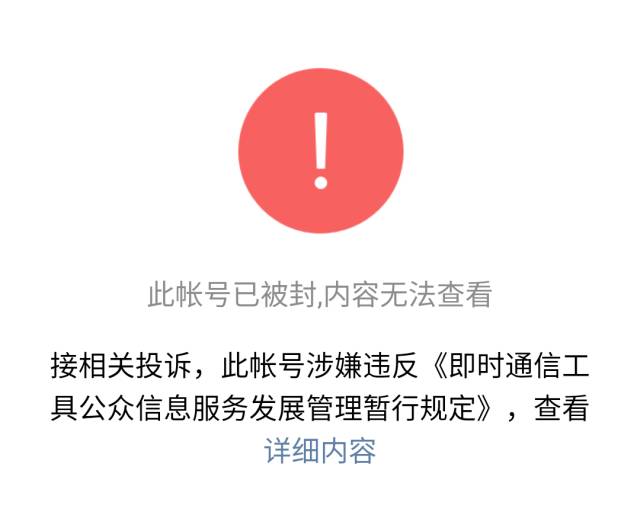 此帐号已被封,内容无法查看
接相关投诉，此帐号涉嫌违反《即时通信工
具公众信息服务发展管理暂行规定》，查看
详细内容